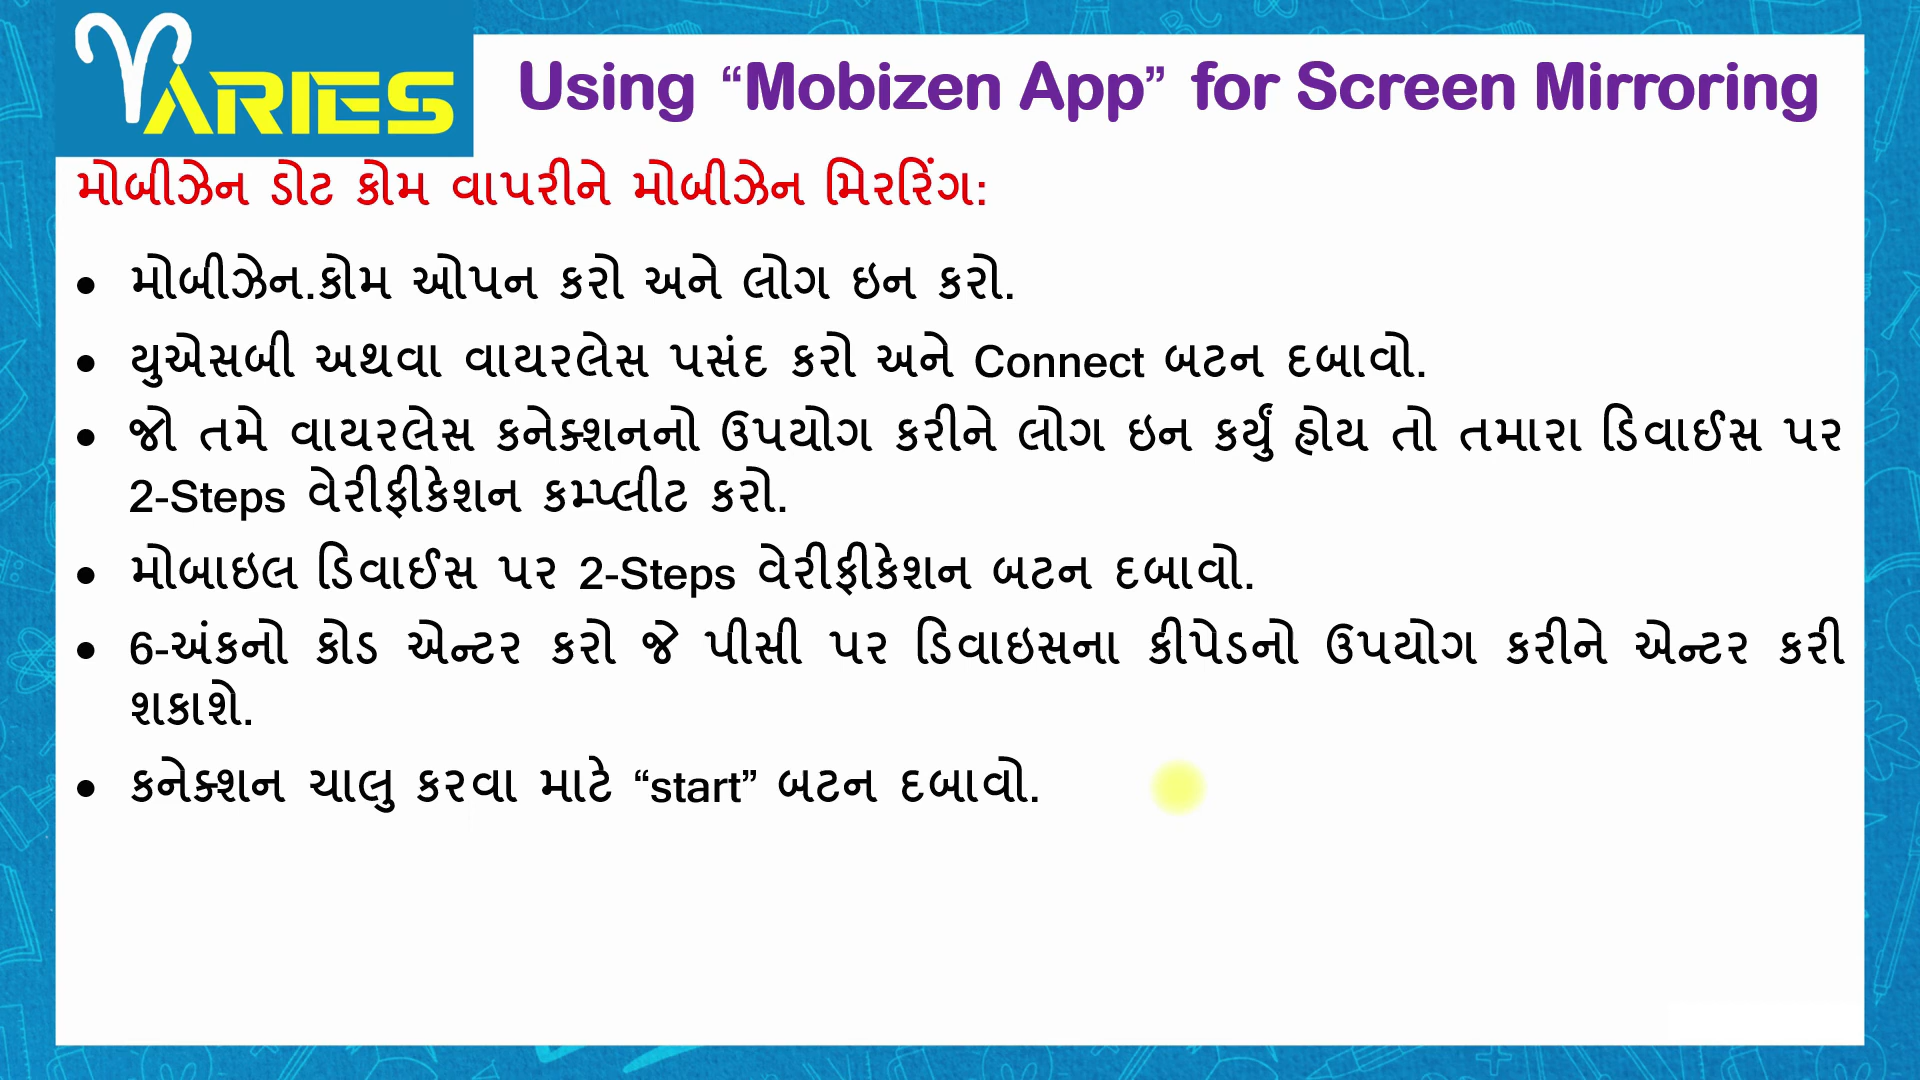 ARIES
Using “Mobizen App” for Screen Mirroring
મોબીઝેન ડોટ કોમ વાપરીને મોબીઝેન મિરરિંગ:
• મોબીઝેન.કોમ ઓપન કરો અને લોગ ઇન કરો.
• યુએસબી અથવા વાયરલેસ પસંદ કરો અને Connect બટન દબાવો.
• જો તમે વાયરલેસ કનેક્શનનો ઉપયોગ કરીને લોગ ઇન કર્યું હોય તો તમારા ડિવાઈસ પર
2-Steps વેરીફીકેશન કમ્પ્લીટ કરો.
• મોબાઇલ ડિવાઈસ પર 2-Steps વેરીફીકેશન બટન દબાવો.
• 6-અંકનો કોડ એન્ટર કરો જે પીસી પર ડિવાઇસના કીપેડનો ઉપયોગ કરીને એન્ટર કરી
શકાશે.
• કનેક્શન ચાલુ કરવા માટે “start” બટન દબાવો.